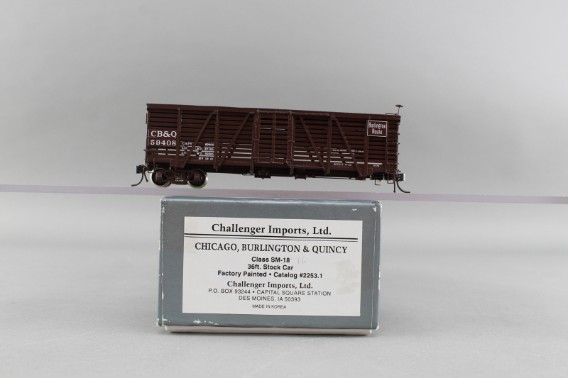 CB&Q
59408
Burlington
Route
Challenger Imports, Ltd.
CHICAGO, BURLINGTON & QUINCY
Class SM-18
36ft. Stock Car
Factory Painted • Catalog #2253.1
Challenger Imports, Ltd.
P.O. BOX 93244 • CAPITAL SQUARE STATION
DES MOINES, IA 50393
MADE IN KOREA